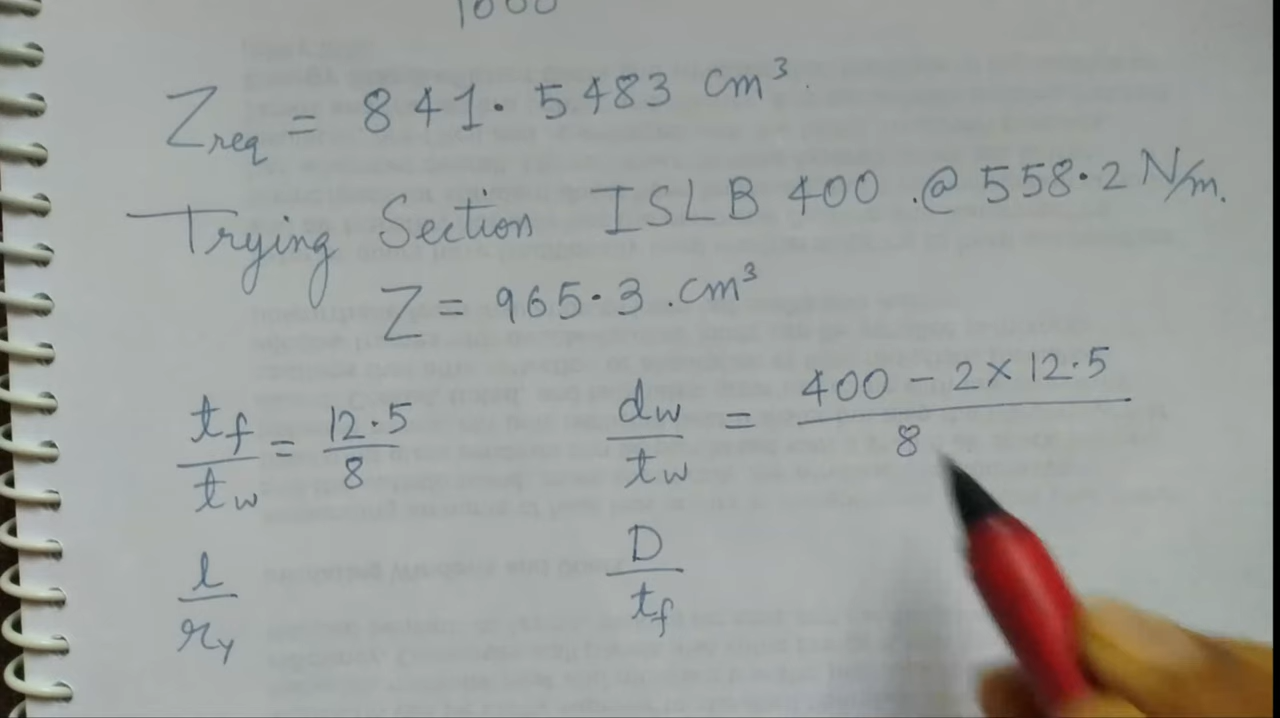 1000
Zreq = 841.5483 cm³.
Trying Section ISLB 400 .@ 558.2 N/m.
Z = 965.3 .cm³
tf/tw = 12.5/8
dw/tw = 400 - 2×12.5/8
l/ry
D/tf